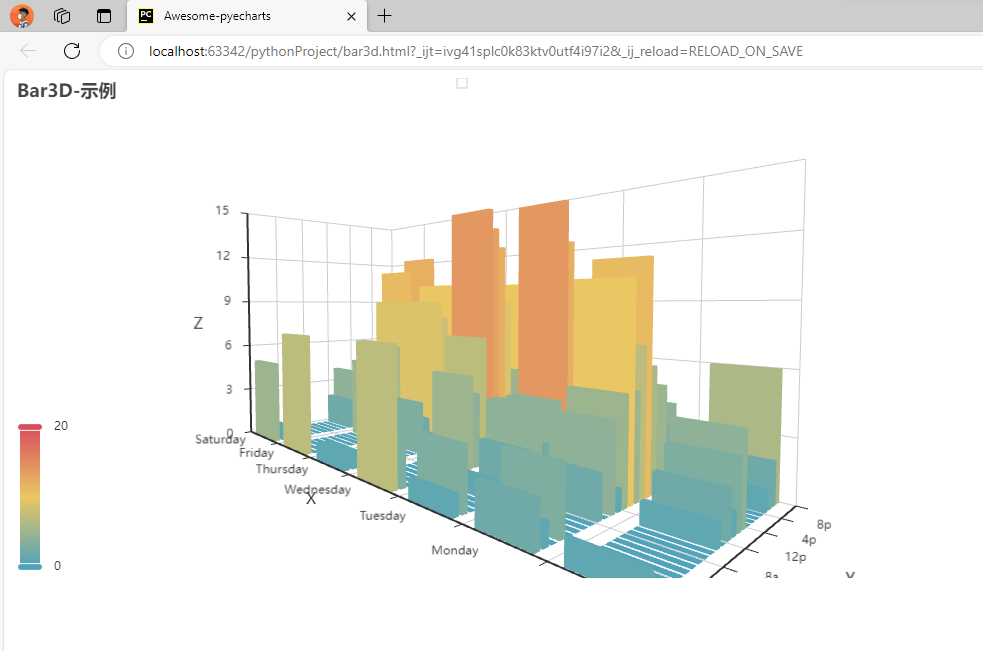 PC Awesome-pyecharts
localhost:63342/pythonProject/bar3d.html?_ijt=ivg41splc0k83ktv0utf4i97i2&_ij_reload=RELOAD_ON_SAVE
Bar3D-示例
15
12
9
6
3
0
Z
Saturday
Friday
Thursday
Wednesday
X
Tuesday
Monday
8p
4p
12p
8a
Y
20
0